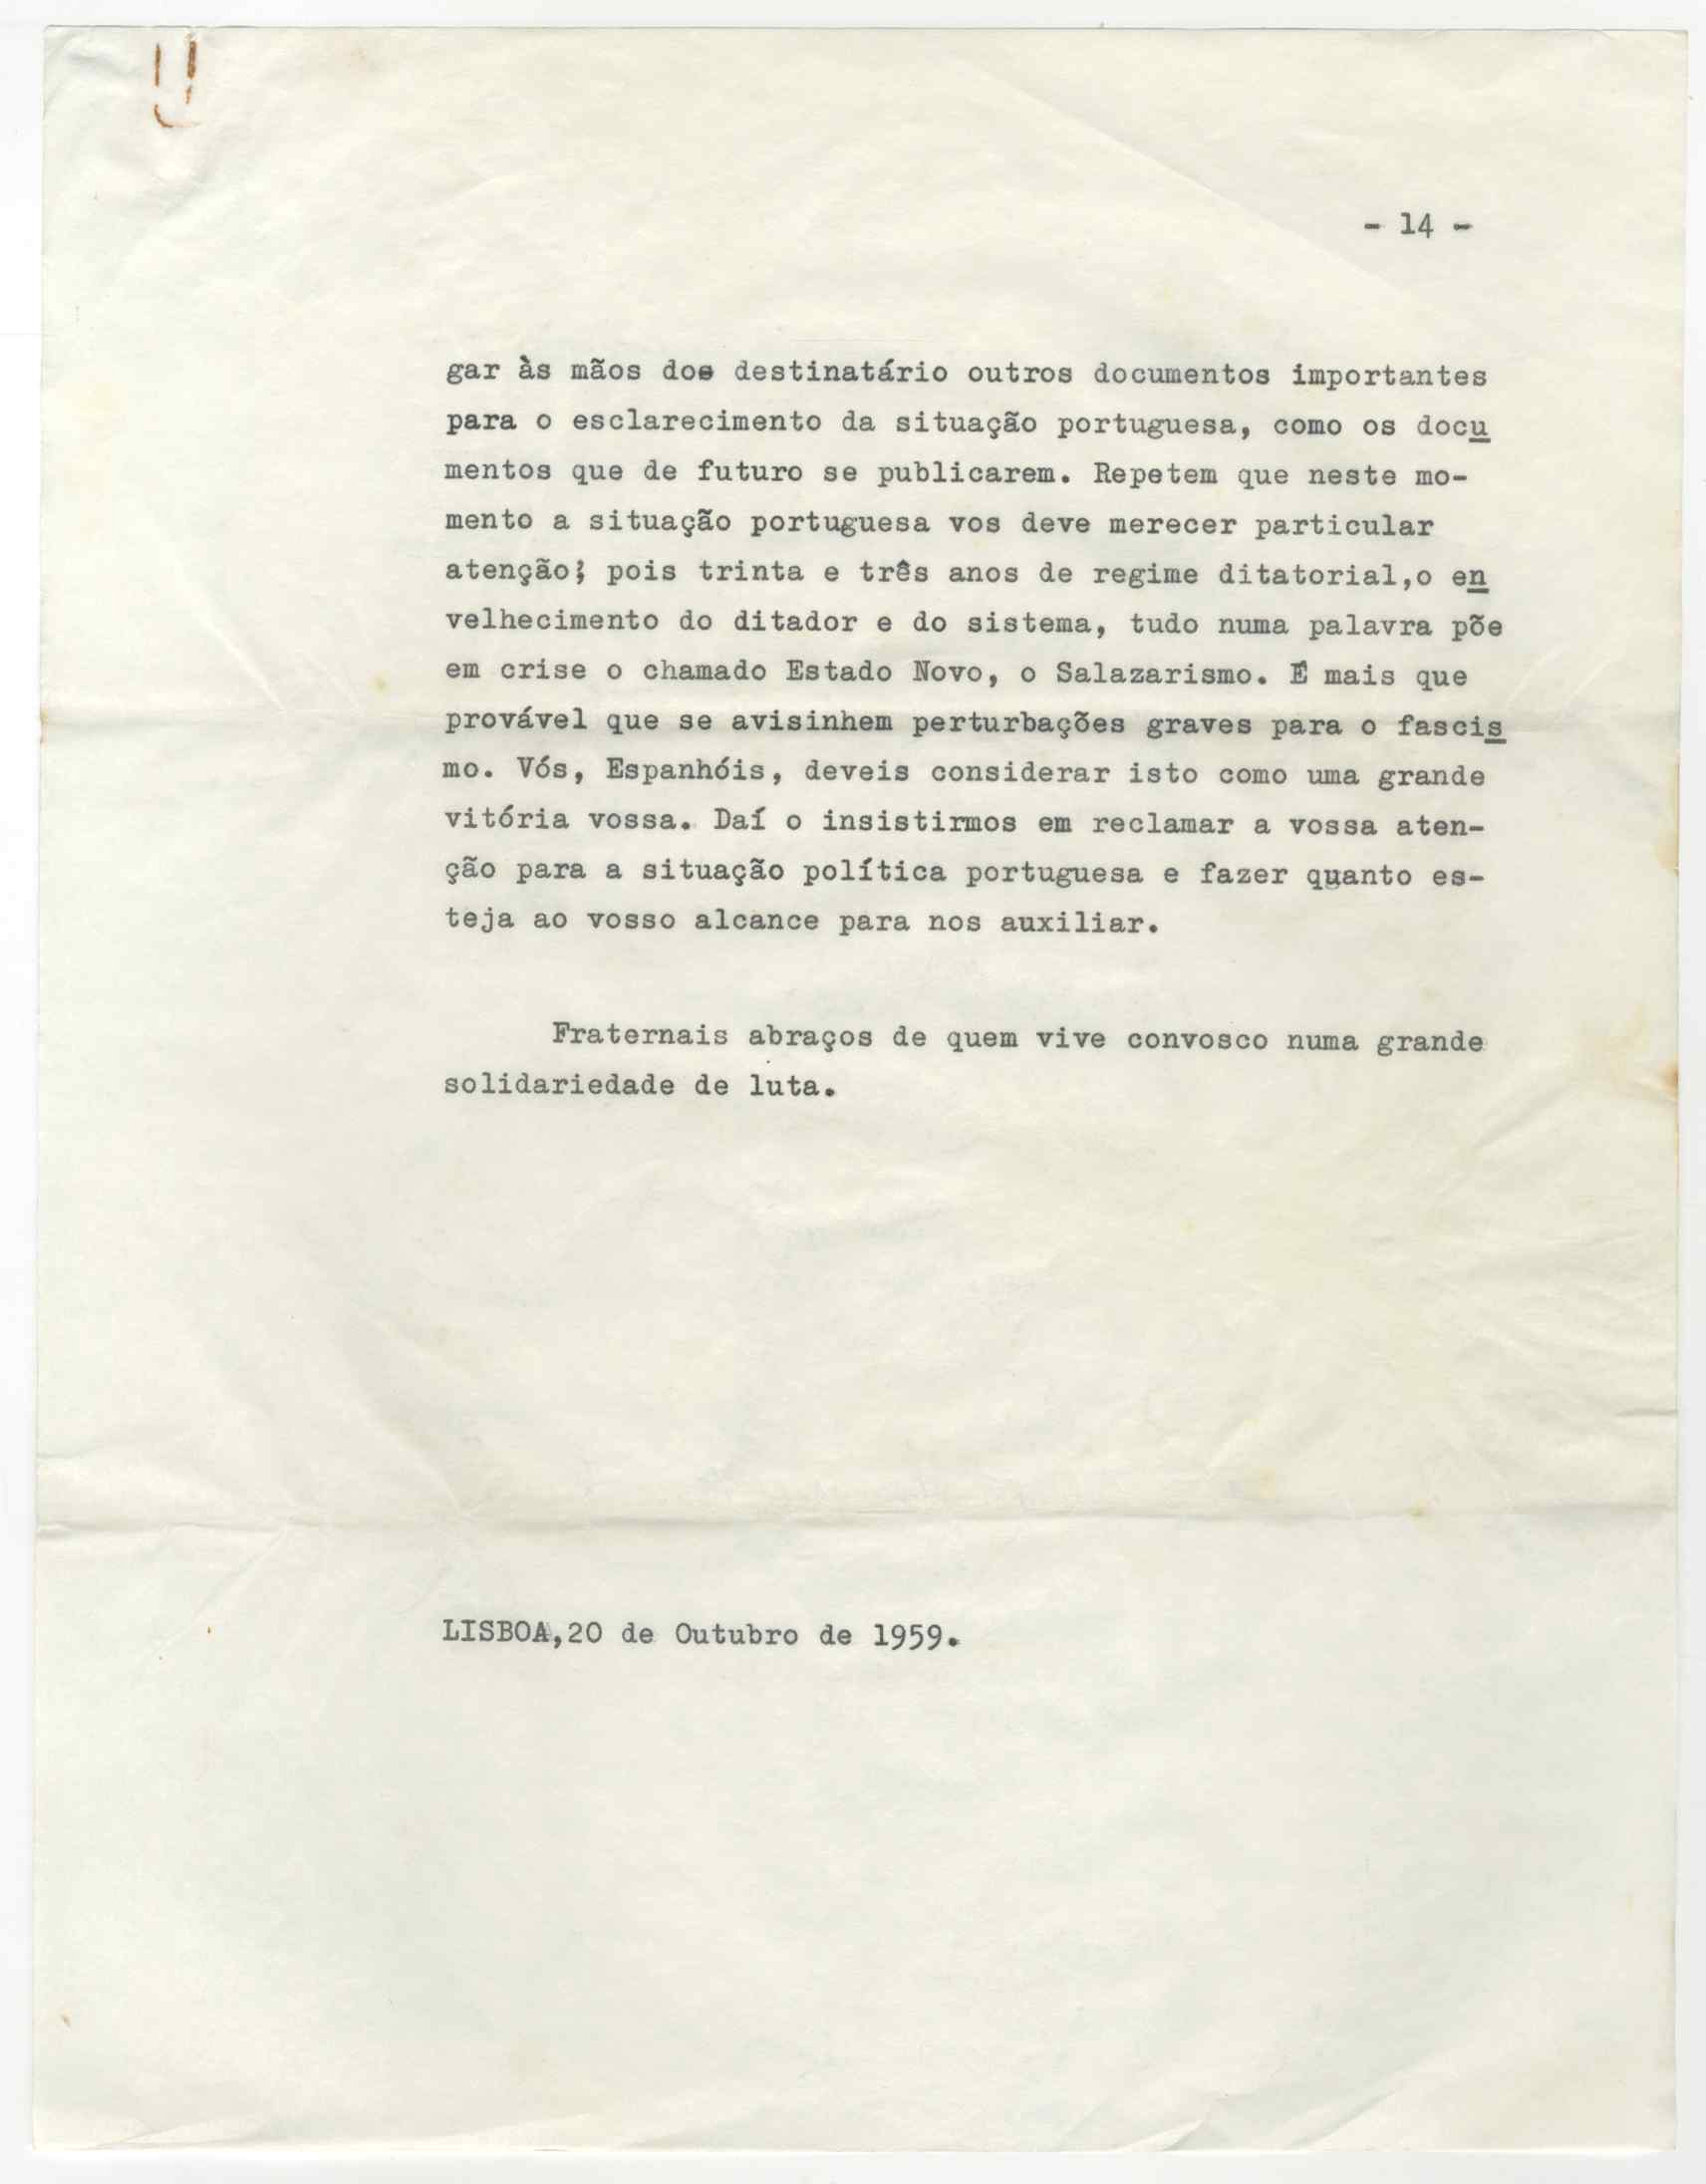 - 14 -
gar às mãos dos destinatário outros documentos importantes
para o esclarecimento da situação portuguesa, como os docu
mentos que de futuro se publicarem. Repetem que neste mo-
mento a situação portuguesa vos deve merecer particular
atenção; pois trinta e três anos de regime ditatorial,o en
velhecimento do ditador e do sistema, tudo numa palavra põe
em crise o chamado Estado Novo, o Salazarismo. É mais que
provável que se avisinhem perturbações graves para o fascis
mo. Vós, Espanhóis, deveis considerar isto como uma grande
vitória vossa. Daí o insistirmos em reclamar a vossa aten-
ção para a situação política portuguesa e fazer quanto es-
teja ao vosso alcance para nos auxiliar.
Fraternais abraços de quem vive convosco numa grande
solidariedade de luta.
LISBOA,20 de Outubro de 1959.